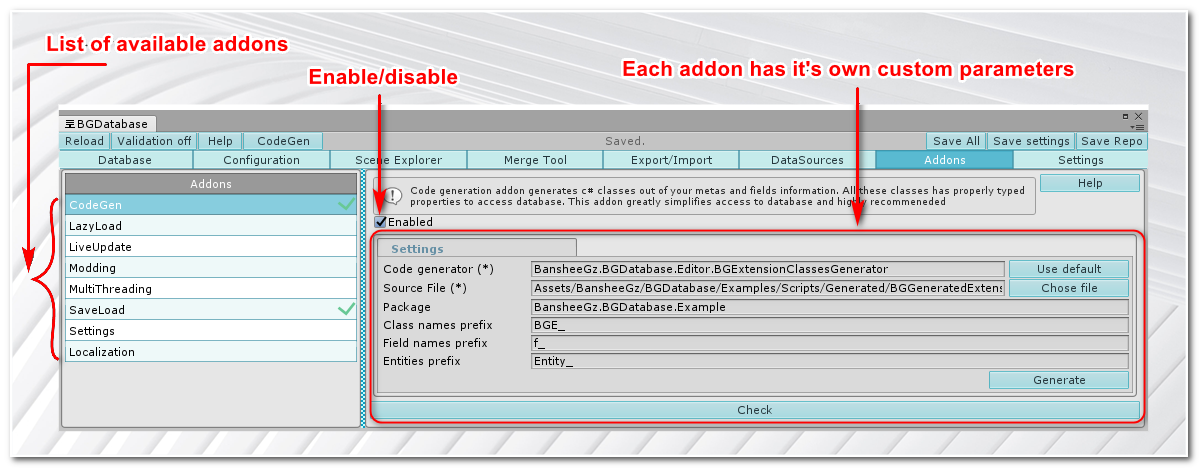 List of available addons
Enable/disable
Each addon has it's own custom parameters
BGDatabase
Reload Validation off Help CodeGen Saved. Save All Save settings Save Repo
Database Configuration Scene Explorer Merge Tool Export/Import DataSources Addons Settings
Addons
CodeGen
LazyLoad
LiveUpdate
Modding
MultiThreading
SaveLoad
Settings
Localization
Help
Code generation addon generates c# classes out of your metas and fields information. All these classes has properly typed
properties to access database. This addon greatly simplifies access to database and highly recommeneded
Enabled
Settings
Code generator (*) BansheeGz.BGDatabase.Editor.BGExtensionClassesGenerator Use default
Source File (*) Assets/BansheeGz/BGDatabase/Examples/Scripts/Generated/BGGeneratedExtens Chose file
Package BansheeGz.BGDatabase.Example
Class names prefix BGE_
Field names prefix f_
Entities prefix Entity_
Generate
Check